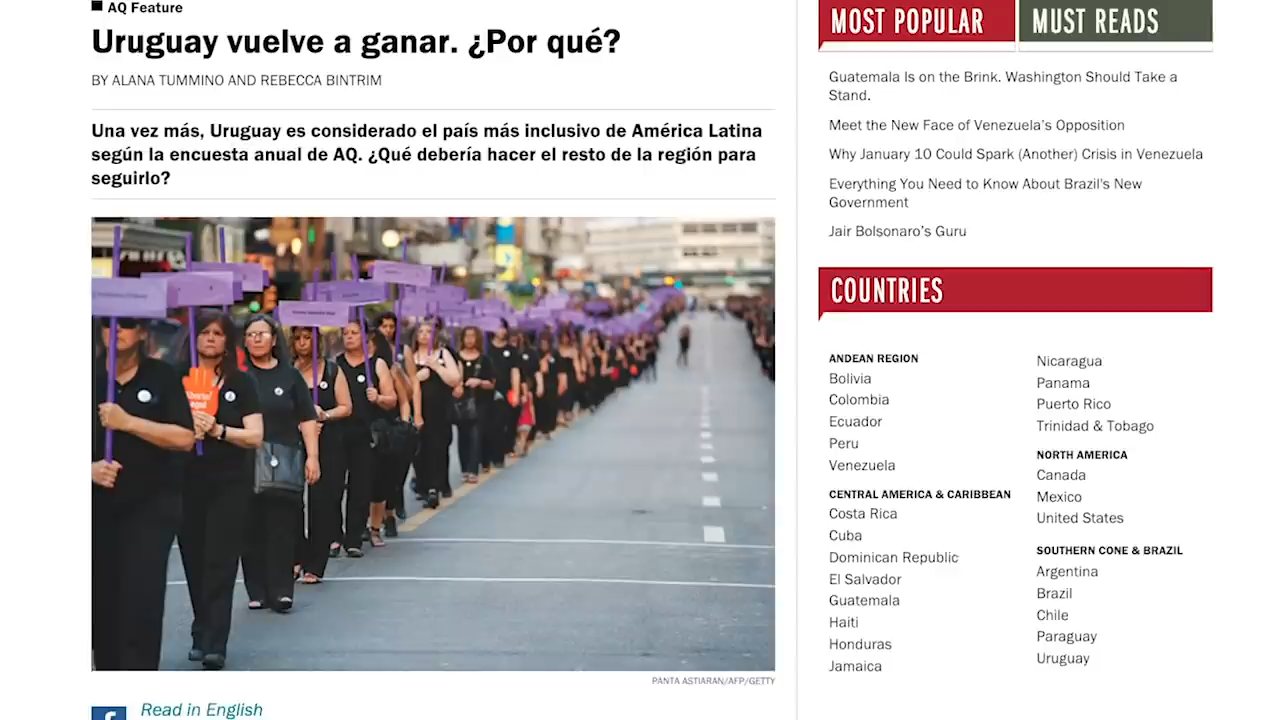 AQ Feature
Uruguay vuelve a ganar. ¿Por qué?
BY ALANA TUMMINO AND REBECCA BINTRIM
Una vez más, Uruguay es considerado el país más inclusivo de América Latina
según la encuesta anual de AQ. ¿Qué debería hacer el resto de la región para
seguirlo?
PANTA ASTIARAN/AFP/GETTY
Read in English
MOST POPULAR
MUST READS
Guatemala Is on the Brink. Washington Should Take a
Stand.
Meet the New Face of Venezuela's Opposition
Why January 10 Could Spark (Another) Crisis in Venezuela
Everything You Need to Know About Brazil's New
Government
Jair Bolsonaro's Guru
COUNTRIES
ANDEAN REGION
Bolivia
Colombia
Ecuador
Peru
Venezuela
CENTRAL AMERICA & CARIBBEAN
Costa Rica
Cuba
Dominican Republic
El Salvador
Guatemala
Haiti
Honduras
Jamaica
Nicaragua
Panama
Puerto Rico
Trinidad & Tobago
NORTH AMERICA
Canada
Mexico
United States
SOUTHERN CONE & BRAZIL
Argentina
Brazil
Chile
Paraguay
Uruguay